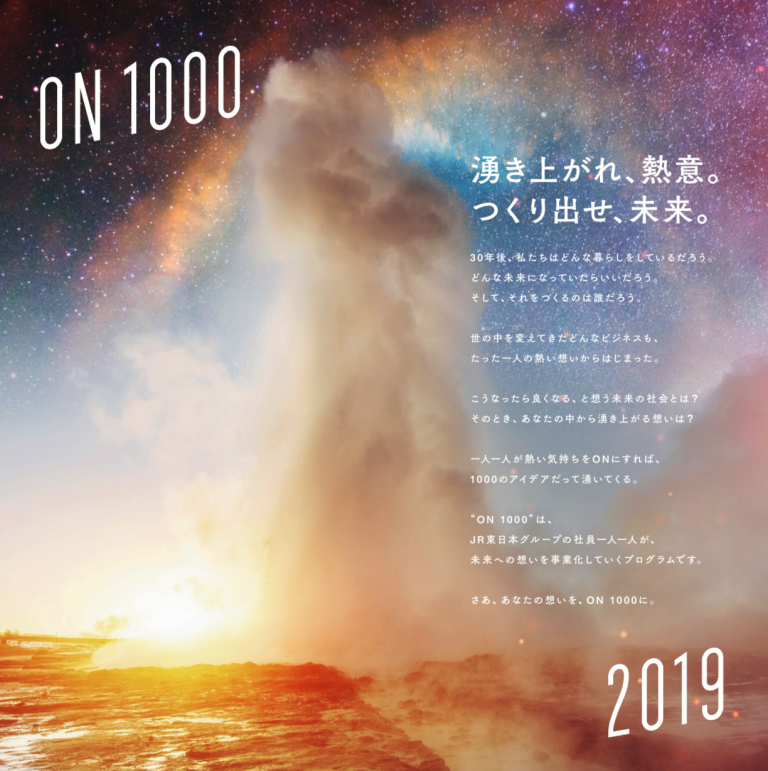 ON 1000
湧き上がれ、熱意。
つくり出せ、未来。
30年後、私たちはどんな暮らしをしているだろう。
どんな未来になっていたらいいだろう。
そして、それをつくるのは誰だろう。
世の中を変えてきたどんなビジネスも、
たった一人の熱い想いからはじまった。
こうなったら良くなる、と想う未来の社会とは？
そのとき、あなたの中から湧き上がる想いは？
一人一人が熱い気持ちをONにすれば、
1000のアイデアだって湧いてくる。
“ON 1000”は、
JR東日本グループの社員一人一人が、
未来への想いを事業化していくプログラムです。
さあ、あなたの想いを、ON 1000に。
2019